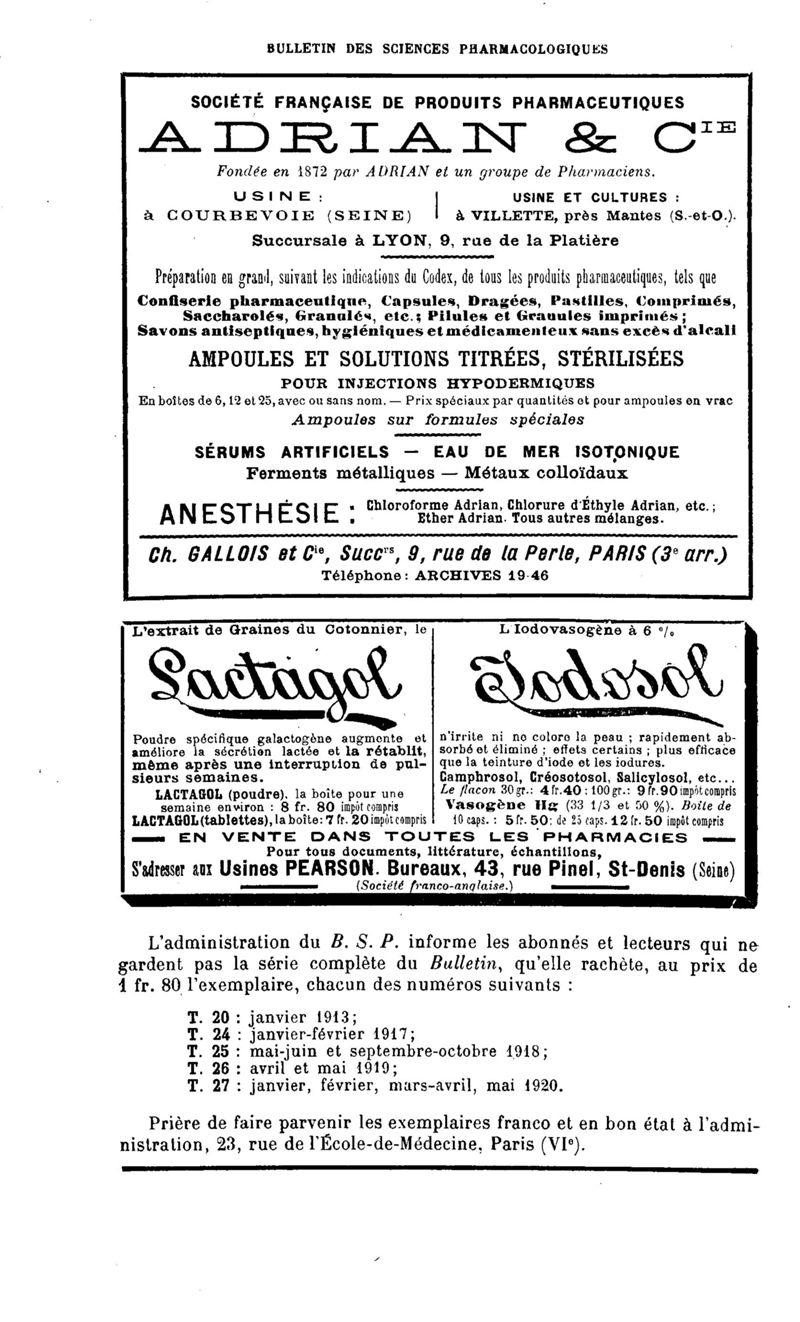 BULLETIN DES SCIENCES PHARMACOLOGIQUES
SOCIÉTÉ FRANÇAISE DE PRODUITS PHARMACEUTIQUES
ADRIAN & CIE
Fondée en 1872 par ADRIAN et un groupe de Pharmaciens.
USINE :
à COURBEVOIE (SEINE)
USINE ET CULTURES :
à VILLETTE, près Mantes (S.-et-O.).
Succursale à LYON, 9, rue de la Platière
Préparation en grand, suivant les indications du Codex, de tous les produits pharmaceutiques, tels que
Confiserie pharmaceutique, Capsules, Dragées, Pastilles, Comprimés,
Saccharolés, Granulés, etc.; Pilules et Granules imprimés;
Savons antiseptiques, hygiéniques et médicamenteux sans excès d'alcali
AMPOULES ET SOLUTIONS TITRÉES, STÉRILISÉES
POUR INJECTIONS HYPODERMIQUES
En boîtes de 6, 12 et 25, avec ou sans nom. — Prix spéciaux par quantités et pour ampoules en vrac
Ampoules sur formules spéciales
SÉRUMS ARTIFICIELS — EAU DE MER ISOTONIQUE
Ferments métalliques — Métaux colloïdaux
ANESTHÉSIE :
Chloroforme Adrian, Chlorure d'Éthyle Adrian, etc.;
Ether Adrian. Tous autres mélanges.
Ch. GALLOIS et Cie, Succrs, 9, rue de la Perle, PARIS (3e arr.)
Téléphone : ARCHIVES 19-46
L'extrait de Graines du Cotonnier, le
Lactagol
Poudre spécifique galactogène augmente et
améliore la sécrétion lactée et la rétablit,
même après une interruption de plu-
sieurs semaines.
LACTAGOL (poudre). la boîte pour une
semaine environ : 8 fr. 80 impôt compris
LACTAGOL (tablettes), la boîte: 7 fr. 20 impôt compris
L'Iodovasogène à 6 %
Iodosol
n'irrite ni ne colore la peau ; rapidement ab-
sorbé et éliminé ; effets certains ; plus efficace
que la teinture d'iode et les iodures.
Camphrosol, Créosotosol, Salicylosol, etc...
Le flacon 30 gr.: 4 fr. 40 : 100 gr.: 9 fr. 90 impôt compris
Vasogène Hg (33 1/3 et 50 %). Boîte de
10 caps. : 5 fr. 50 ; de 25 caps. 12 fr. 50 impôt compris
EN VENTE DANS TOUTES LES PHARMACIES
Pour tous documents, littérature, échantillons,
S'adresser aux Usines PEARSON. Bureaux, 43, rue Pinel, St-Denis (Seine)
(Société franco-anglaise.)
L'administration du B. S. P. informe les abonnés et lecteurs qui ne
gardent pas la série complète du Bulletin, qu'elle rachète, au prix de
1 fr. 80 l'exemplaire, chacun des numéros suivants :
T. 20 : janvier 1913;
T. 24 : janvier-février 1917;
T. 25 : mai-juin et septembre-octobre 1918;
T. 26 : avril et mai 1919;
T. 27 : janvier, février, mars-avril, mai 1920.
Prière de faire parvenir les exemplaires franco et en bon état à l'admi-
nistration, 23, rue de l'École-de-Médecine, Paris (VIe).